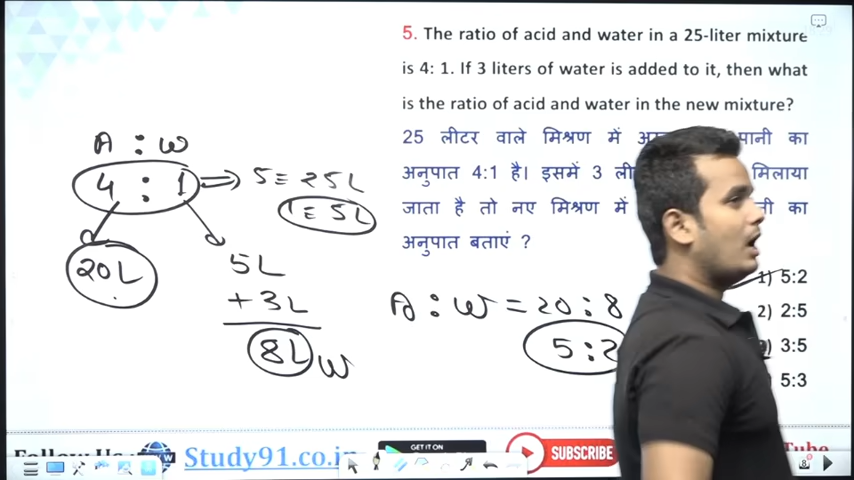 5. The ratio of acid and water in a 25-liter mixture
is 4: 1. If 3 liters of water is added to it, then what
is the ratio of acid and water in the new mixture?
25 लीटर वाले मिश्रण में पानी का
अनुपात 4:1 है। इसमें 3 मिलाया
जाता है तो नए मिश्रण में का
अनुपात बताएं ?
1) 5:2
2) 2:5
3:5
5:3
A : W
4 : 1 ⇒ 5 = 25L
1 = 5L
20L
5L
+ 3L
8L W
A : W = 20 : 8
5 : 2
Follow Us
Study91.co.in
GET IT ON
SUBSCRIBE
Tube